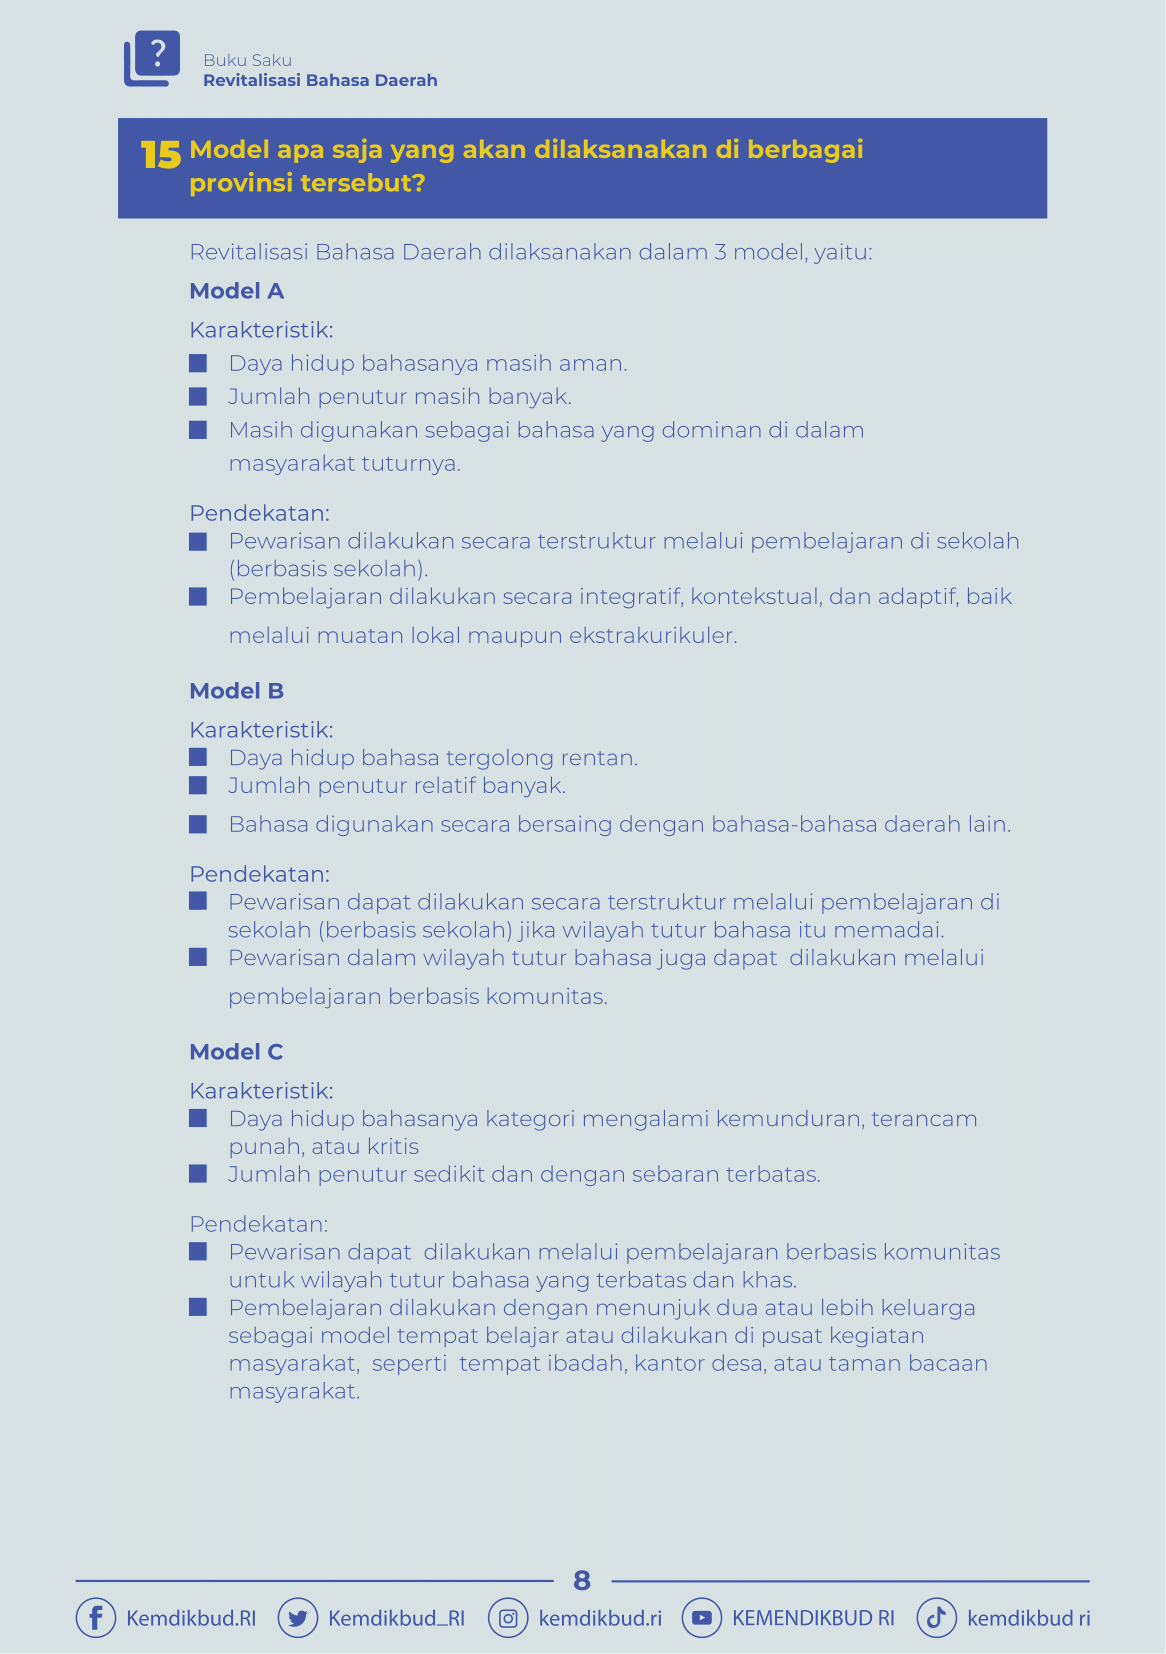 ?
Buku Saku
Revitalisasi Bahasa Daerah
15 Model apa saja yang akan dilaksanakan di berbagai
provinsi tersebut?
Revitalisasi Bahasa Daerah dilaksanakan dalam 3 model, yaitu:
Model A
Karakteristik:
Daya hidup bahasanya masih aman.
Jumlah penutur masih banyak.
Masih digunakan sebagai bahasa yang dominan di dalam
masyarakat tuturnya.
Pendekatan:
Pewarisan dilakukan secara terstruktur melalui pembelajaran di sekolah
(berbasis sekolah).
Pembelajaran dilakukan secara integratif, kontekstual, dan adaptif, baik
melalui muatan lokal maupun ekstrakurikuler.
Model B
Karakteristik:
Daya hidup bahasa tergolong rentan.
Jumlah penutur relatif banyak.
Bahasa digunakan secara bersaing dengan bahasa-bahasa daerah lain.
Pendekatan:
Pewarisan dapat dilakukan secara terstruktur melalui pembelajaran di
sekolah (berbasis sekolah) jika wilayah tutur bahasa itu memadai.
Pewarisan dalam wilayah tutur bahasa juga dapat  dilakukan melalui
pembelajaran berbasis komunitas.
Model C
Karakteristik:
Daya hidup bahasanya kategori mengalami kemunduran, terancam
punah, atau kritis
Jumlah penutur sedikit dan dengan sebaran terbatas.
Pendekatan:
Pewarisan dapat  dilakukan melalui pembelajaran berbasis komunitas
untuk wilayah tutur bahasa yang terbatas dan khas.
Pembelajaran dilakukan dengan menunjuk dua atau lebih keluarga
sebagai model tempat belajar atau dilakukan di pusat kegiatan
masyarakat,  seperti  tempat ibadah, kantor desa, atau taman bacaan
masyarakat.
8
Kemdikbud.RI Kemdikbud_RI kemdikbud.ri KEMENDIKBUD RI kemdikbud ri